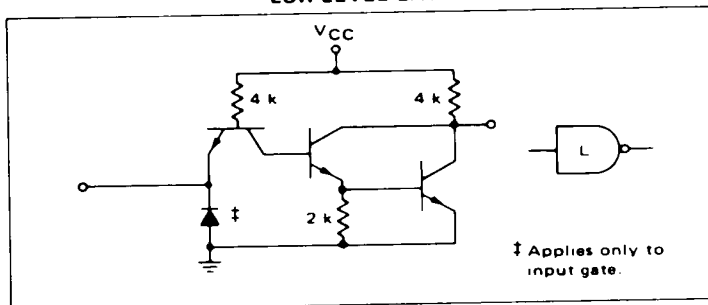 VCC
4 k
4 k
L
‡
2 k
‡ Applies only to
input gate.